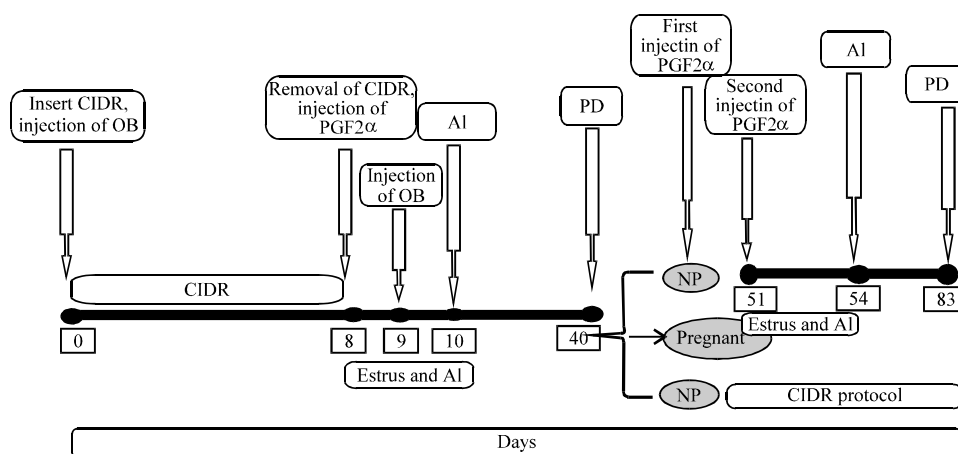 Insert CIDR,
injection of OB
Removal of CIDR,
injection of
PGF2α
Injection
of OB
AI
PD
First
injectin of
PGF2α
Second
injectin of
PGF2α
AI
PD
CIDR
0
8
9
10
40
Estrus and AI
NP
Pregnant
NP
51
54
83
Estrus and AI
CIDR protocol
Days